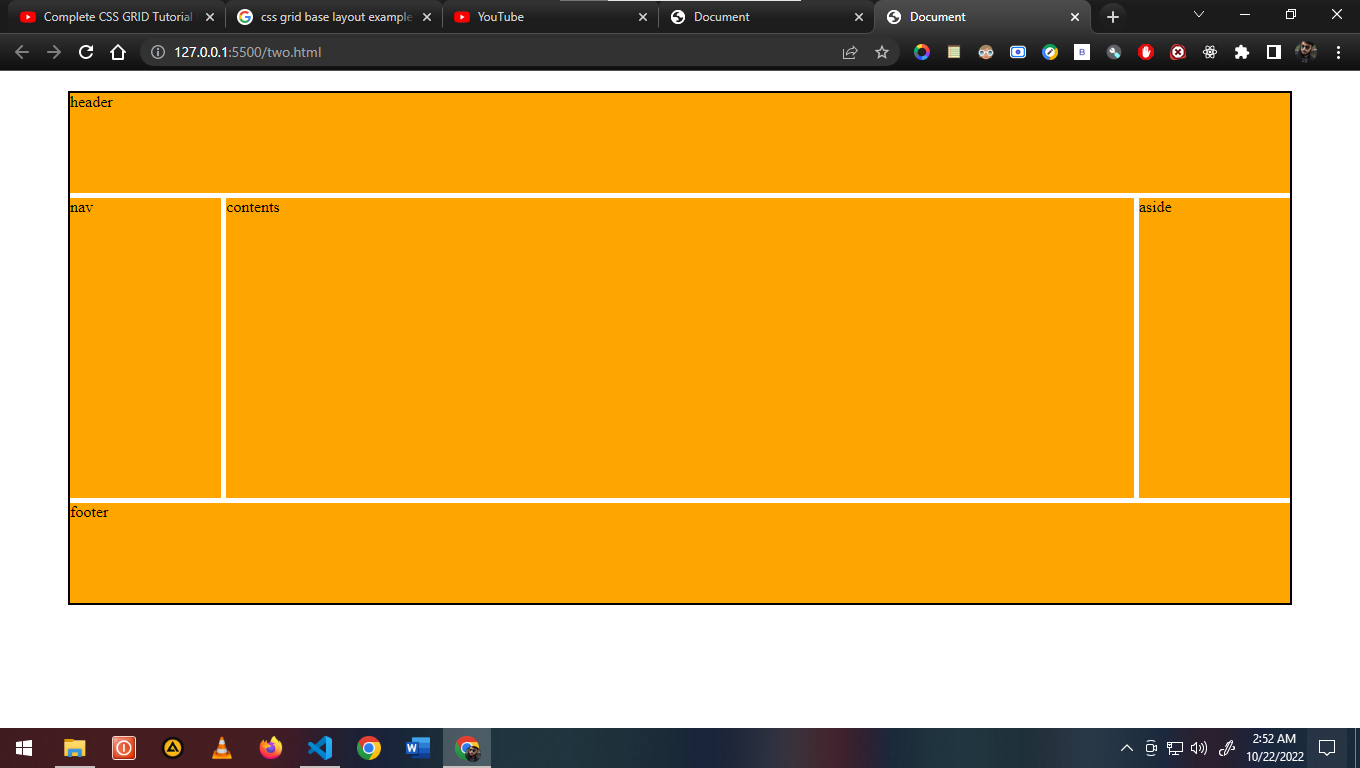 Complete CSS GRID Tutorial
css grid base layout example
YouTube
Document
Document
127.0.0.1:5500/two.html
B
header
nav
contents
aside
footer
W
2:52 AM
10/22/2022